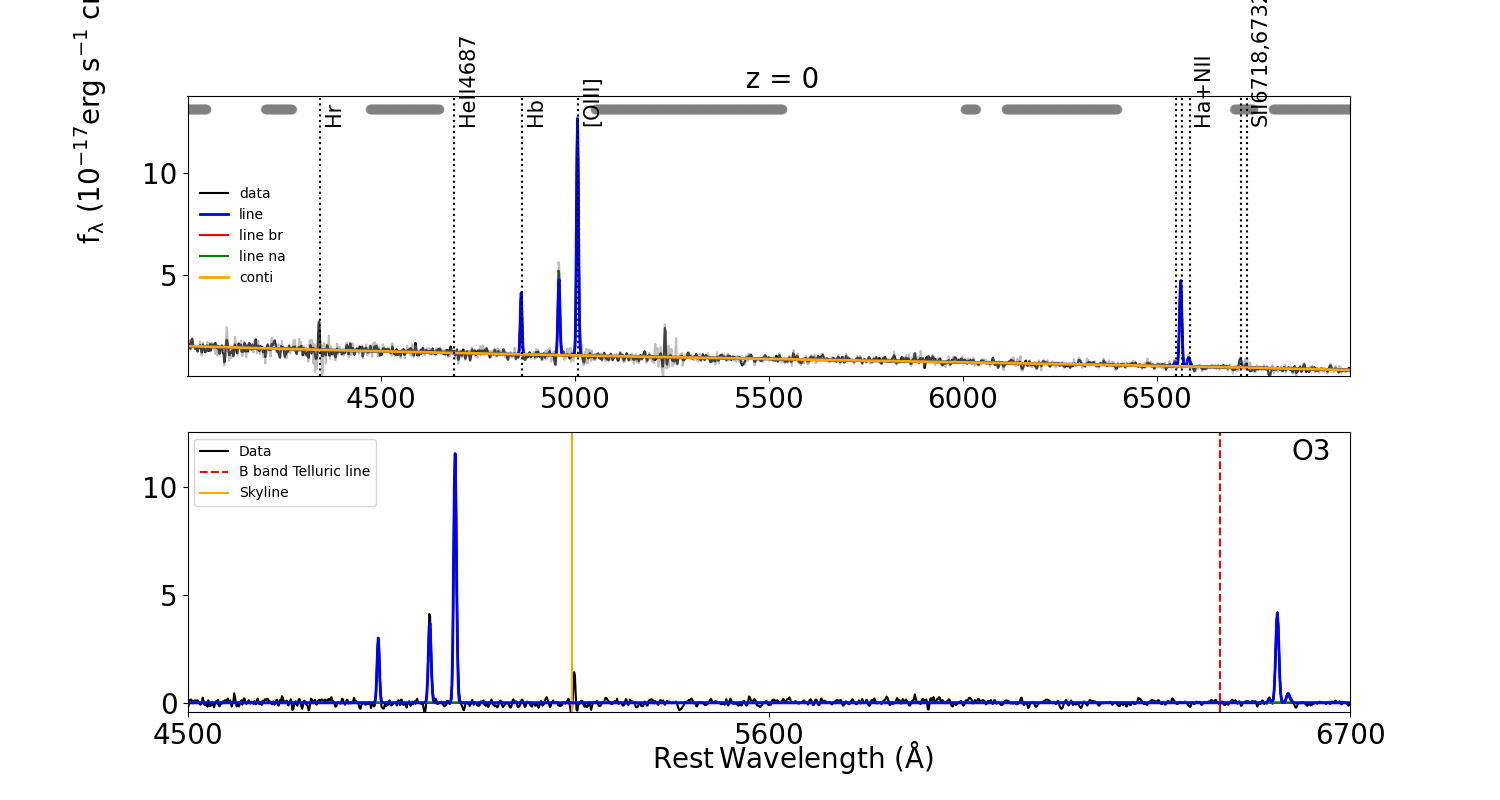 z = 0
f_λ (10^−17 erg s^−1
Hr
HeII4687
Hb
[OIII]
Ha+NII
SII6718,6732
10
5
data
line
line br
line na
conti
4500 5000 5500 6000 6500
Data
B band Telluric line
Skyline
O3
10
5
0
4500 5600 6700
Rest Wavelength (Å)